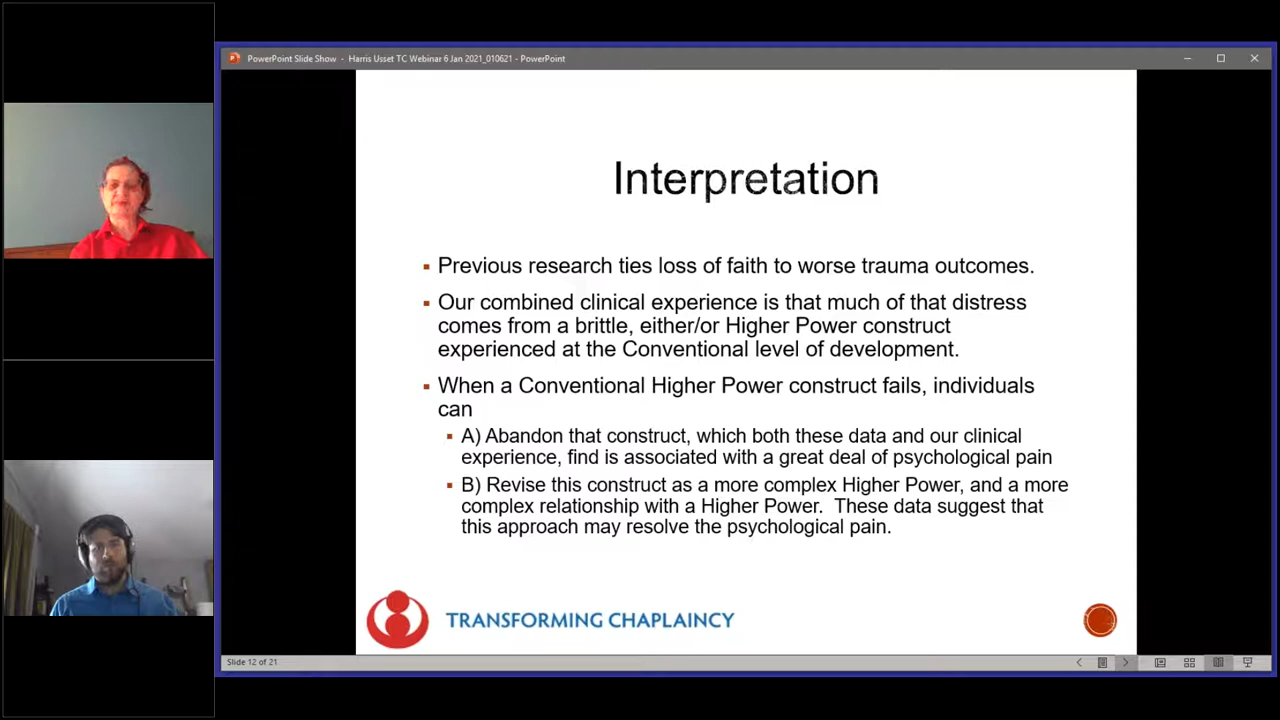 PowerPoint Slide Show - Harris Usset TC Webinar 6 Jan 2021_010621 - PowerPoint
Interpretation
Previous research ties loss of faith to worse trauma outcomes.
Our combined clinical experience is that much of that distress
comes from a brittle, either/or Higher Power construct
experienced at the Conventional level of development.
When a Conventional Higher Power construct fails, individuals
can
A) Abandon that construct, which both these data and our clinical
experience, find is associated with a great deal of psychological pain
B) Revise this construct as a more complex Higher Power, and a more
complex relationship with a Higher Power. These data suggest that
this approach may resolve the psychological pain.
TRANSFORMING CHAPLAINCY
Slide 12 of 21